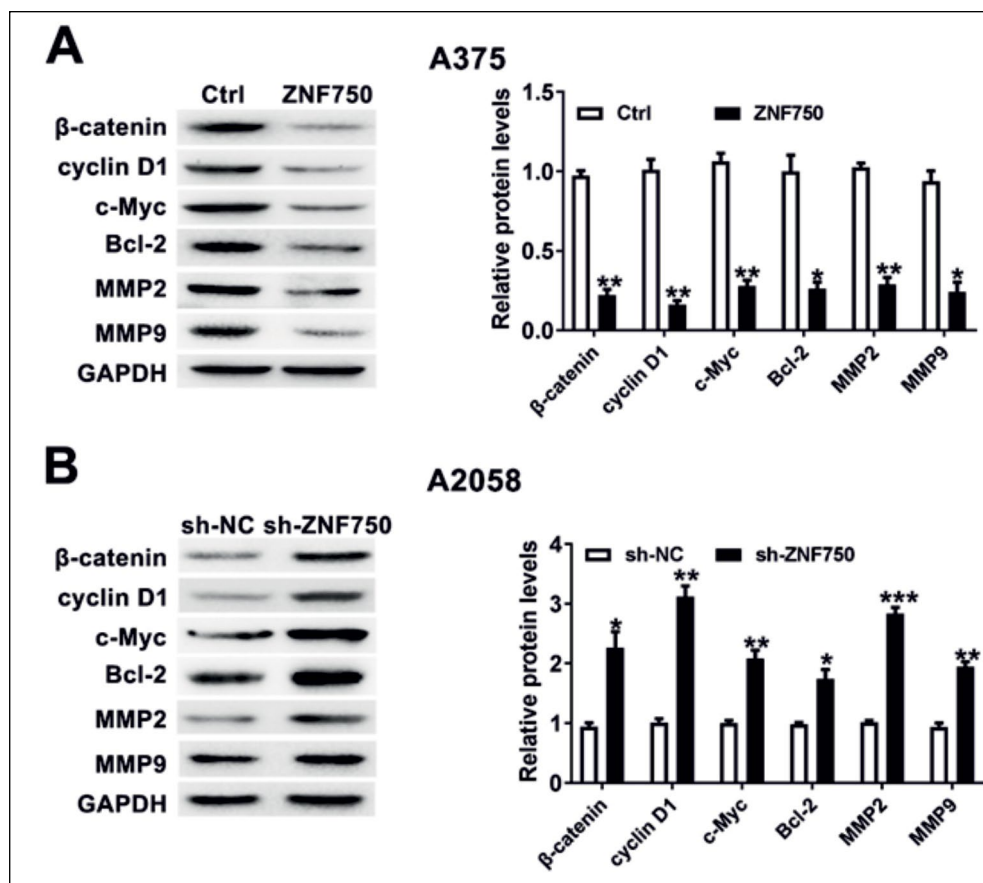 A
A375
Ctrl ZNF750
β-catenin
cyclin D1
c-Myc
Bcl-2
MMP2
MMP9
GAPDH
Relative protein levels
1.5
1.0
0.5
0.0
Ctrl ZNF750
** ** ** * ** *
β-catenin cyclin D1 c-Myc Bcl-2 MMP2 MMP9
B
A2058
sh-NC sh-ZNF750
β-catenin
cyclin D1
c-Myc
Bcl-2
MMP2
MMP9
GAPDH
Relative protein levels
4
3
2
1
0
sh-NC sh-ZNF750
* ** ** * *** **
β-catenin cyclin D1 c-Myc Bcl-2 MMP2 MMP9